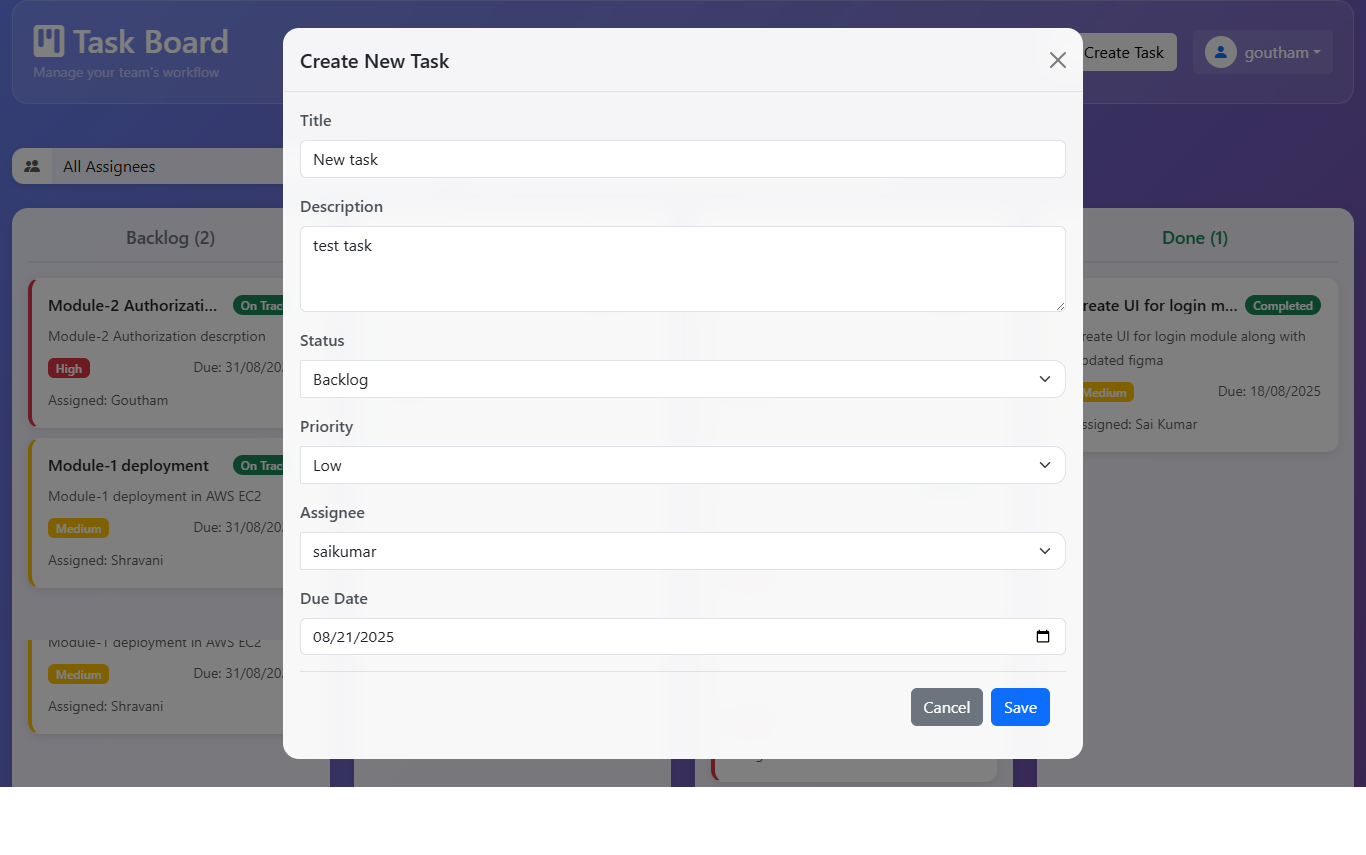 Task Board
Manage your team's workflow
Create Task
goutham
All Assignees
Create New Task
Title
New task
Description
test task
Status
Backlog
Priority
Low
Assignee
saikumar
Due Date
08/21/2025
Cancel
Save
Backlog (2)
Module-2 Authorizati...
On Trac
Module-2 Authorization descrption
High
Due: 31/08/20
Assigned: Goutham
Module-1 deployment
On Trac
Module-1 deployment in AWS EC2
Medium
Due: 31/08/20
Assigned: Shravani
Module-1 deployment in AWS EC2
Medium
Due: 31/08/20
Assigned: Shravani
Done (1)
reate UI for login m...
Completed
reate UI for login module along with
pdated figma
Medium
Due: 18/08/2025
ssigned: Sai Kumar